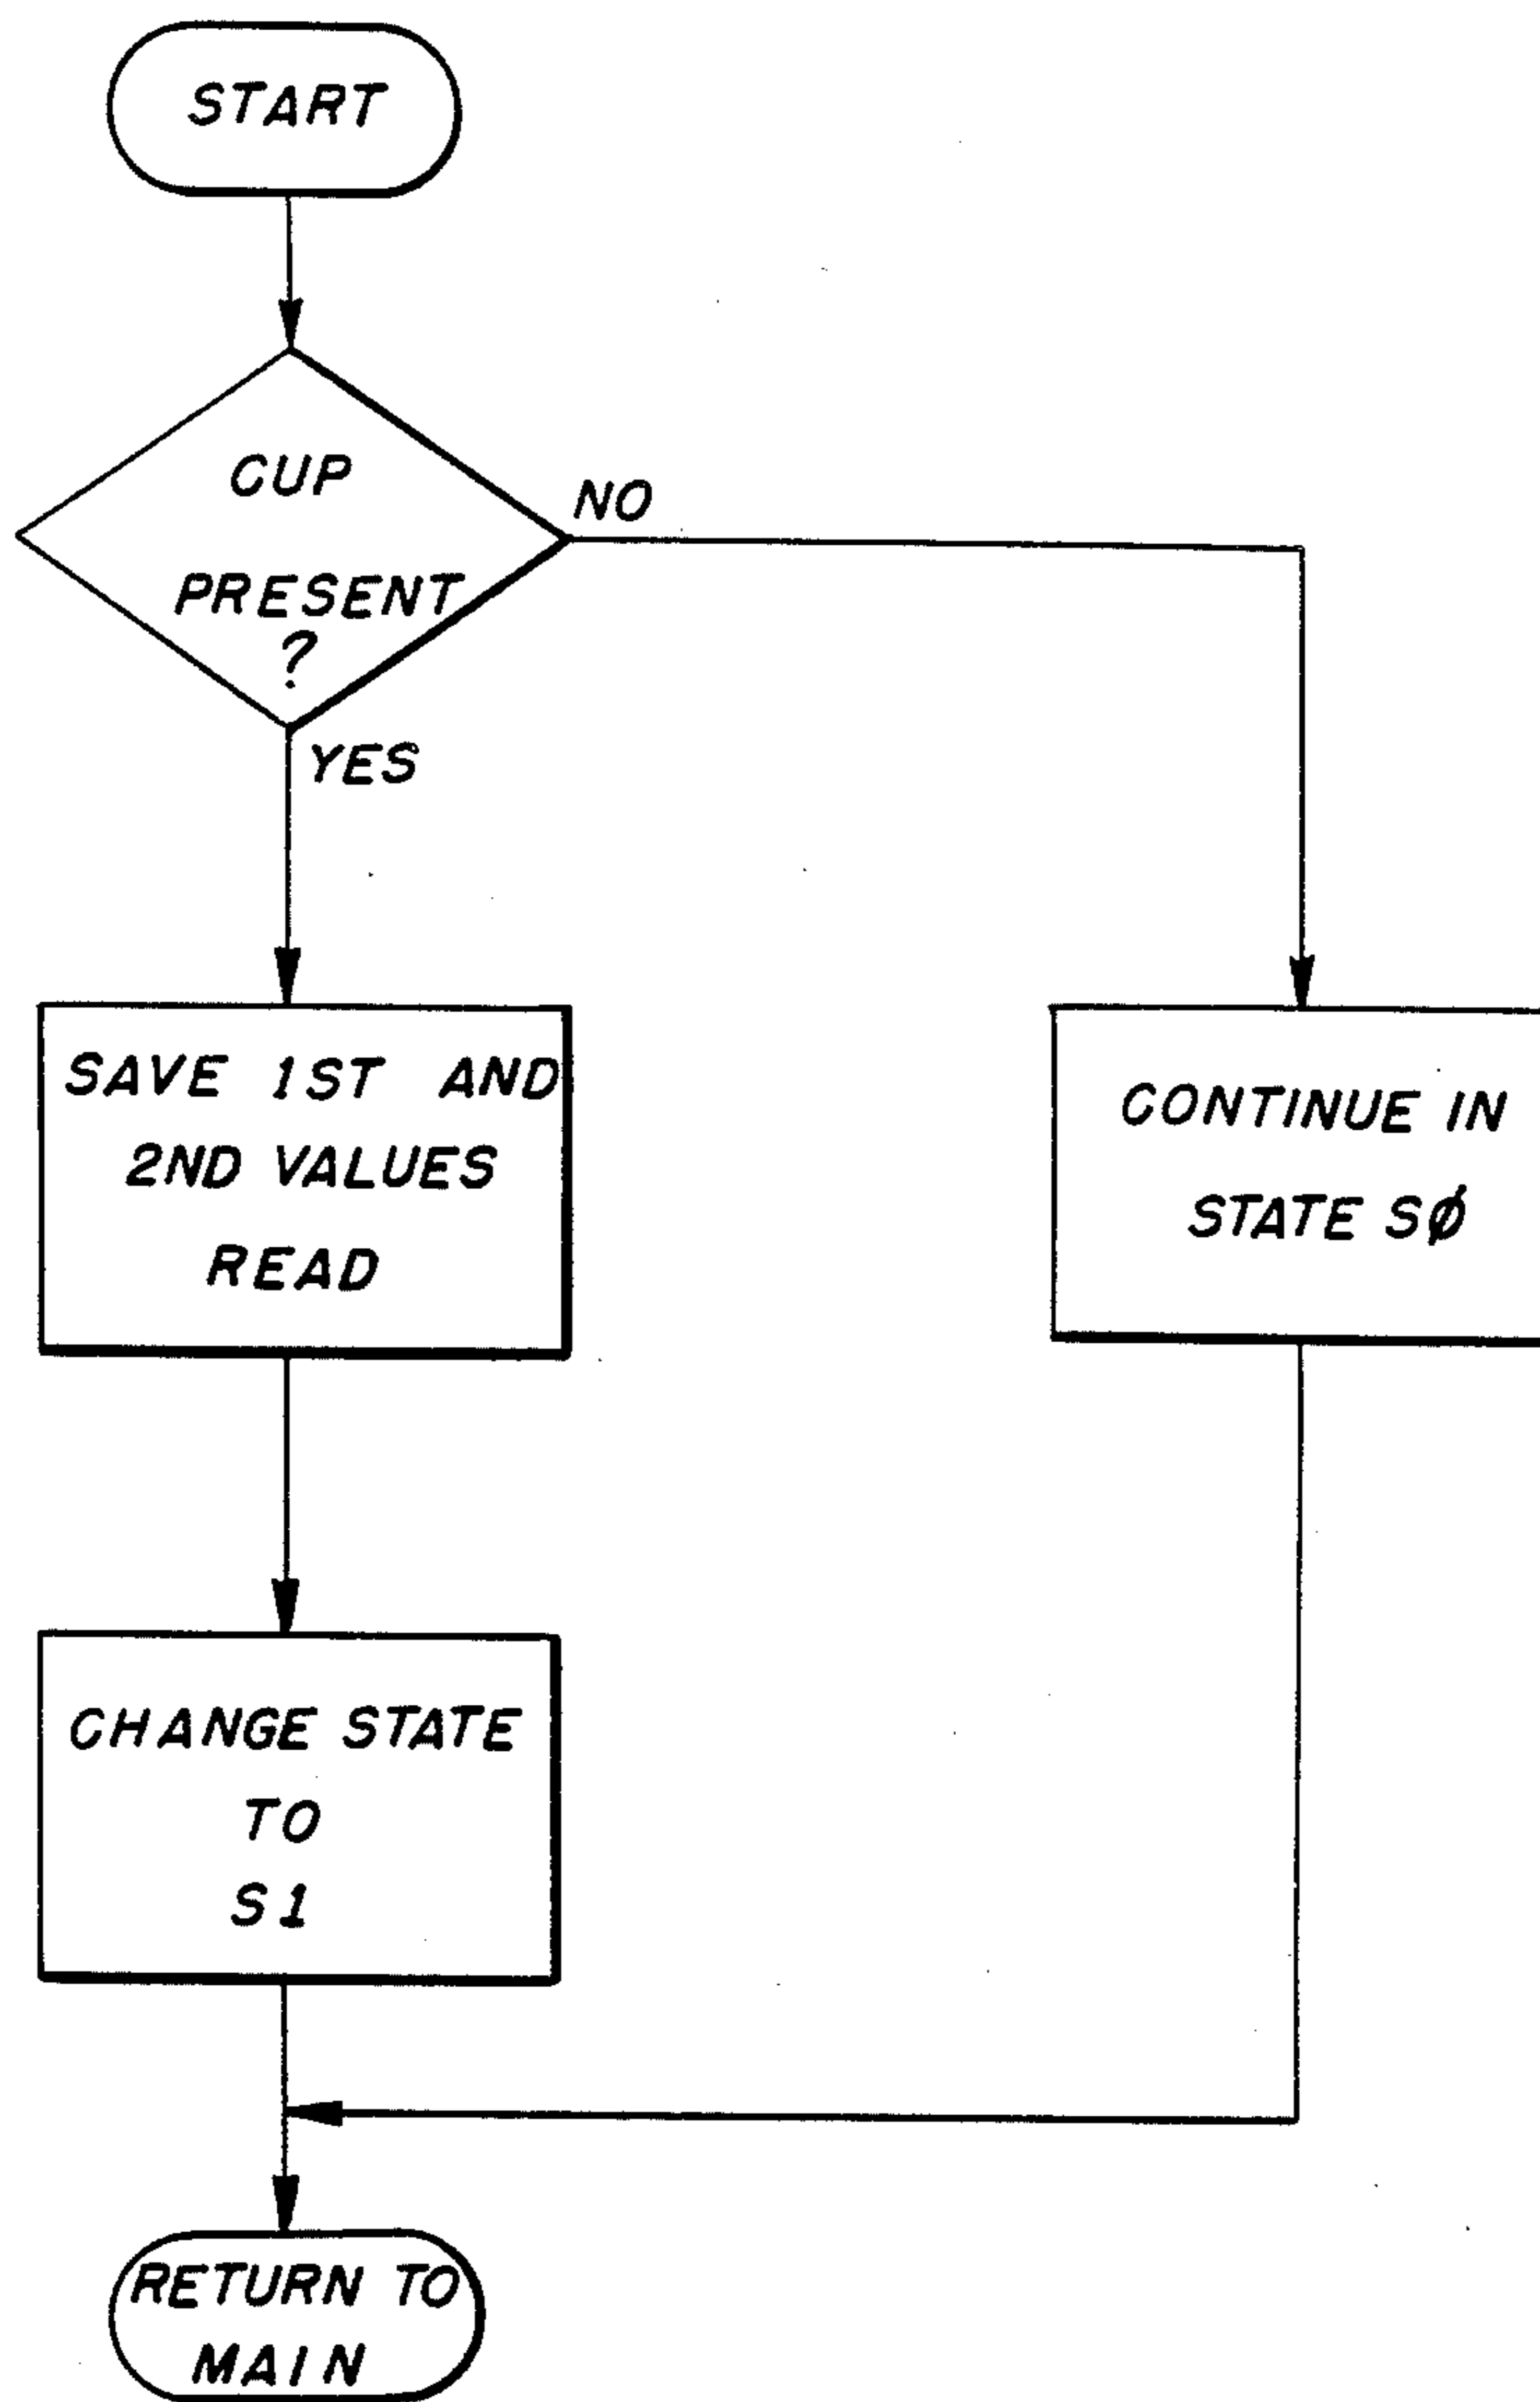 START
CUP
PRESENT
?
NO
YES
SAVE 1ST AND
2ND VALUES
READ
CONTINUE IN
STATE SØ
CHANGE STATE
TO
S1
RETURN TO
MAIN